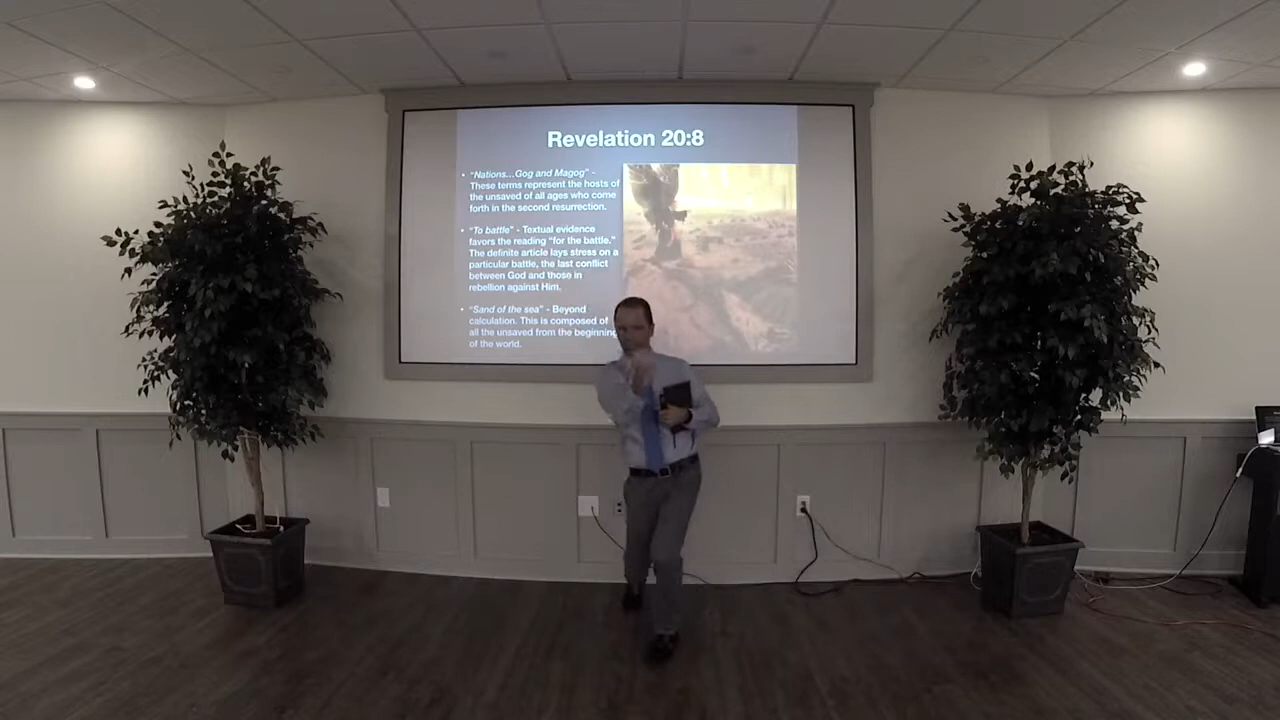 Revelation 20:8
• “Nations...Gog and Magog” -
These terms represent the hosts of
the unsaved of all ages who come
forth in the second resurrection.
• “To battle” - Textual evidence
favors the reading “for the battle.”
The definite article lays stress on a
particular battle, the last conflict
between God and those in
rebellion against Him.
• “Sand of the sea” - Beyond
calculation. This is composed of
all the unsaved from the beginning
of the world.